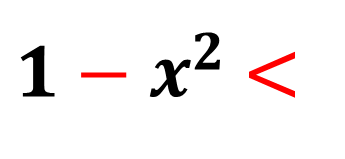 1 − x² <